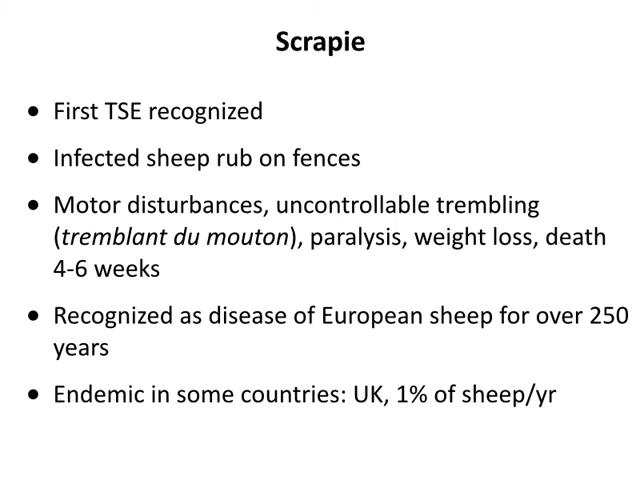 Scrapie
• First TSE recognized
• Infected sheep rub on fences
• Motor disturbances, uncontrollable trembling
(tremblant du mouton), paralysis, weight loss, death
4-6 weeks
• Recognized as disease of European sheep for over 250
years
• Endemic in some countries: UK, 1% of sheep/yr